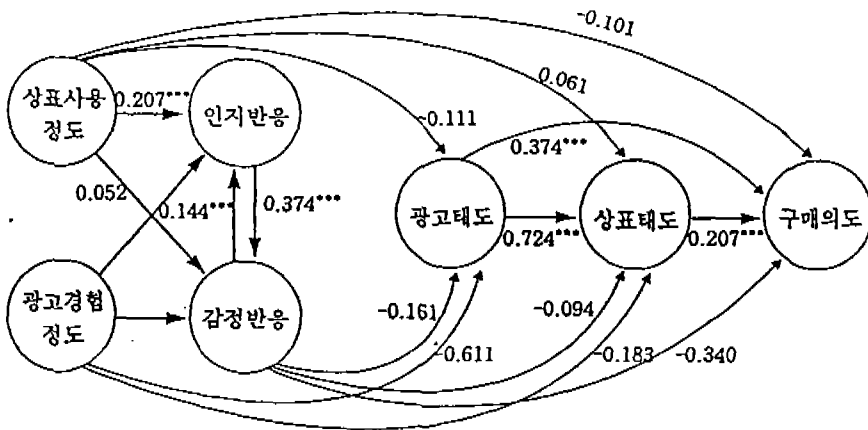 -0.101
상표사용
정도
0.207***
인지반응
0.061
-0.111
0.374***
0.052
0.144***
0.374***
광고태도
0.724***
상표태도
0.207***
구매의도
광고경험
정도
감정반응
-0.161
-0.611
-0.094
-0.183
-0.340